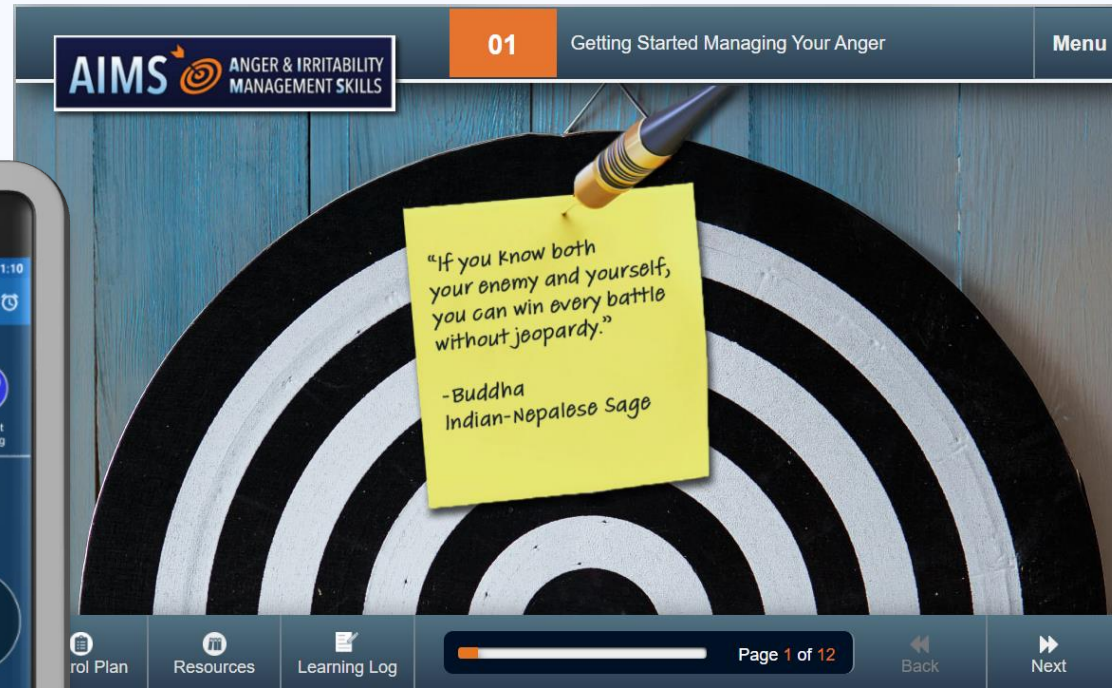 01
Getting Started Managing Your Anger
Menu
AIMS
ANGER & IRRITABILITY
MANAGEMENT SKILLS
1:10
“If you know both
your enemy and yourself,
you can win every battle
without jeopardy.”
-Buddha
Indian-Nepalese Sage
rol Plan
Resources
Learning Log
Page 1 of 12
Back
Next